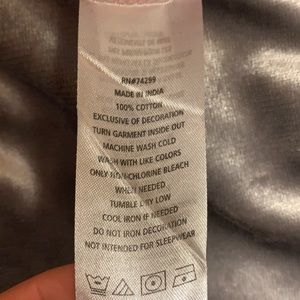 RN#74299
MADE IN INDIA
100% COTTON
EXCLUSIVE OF DECORATION
TURN GARMENT INSIDE OUT
MACHINE WASH COLD
WASH WITH LIKE COLORS
ONLY NON-CHLORINE BLEACH
WHEN NEEDED
TUMBLE DRY LOW
COOL IRON IF NEEDED
DO NOT IRON DECORATION
NOT INTENDED FOR SLEEPWEAR